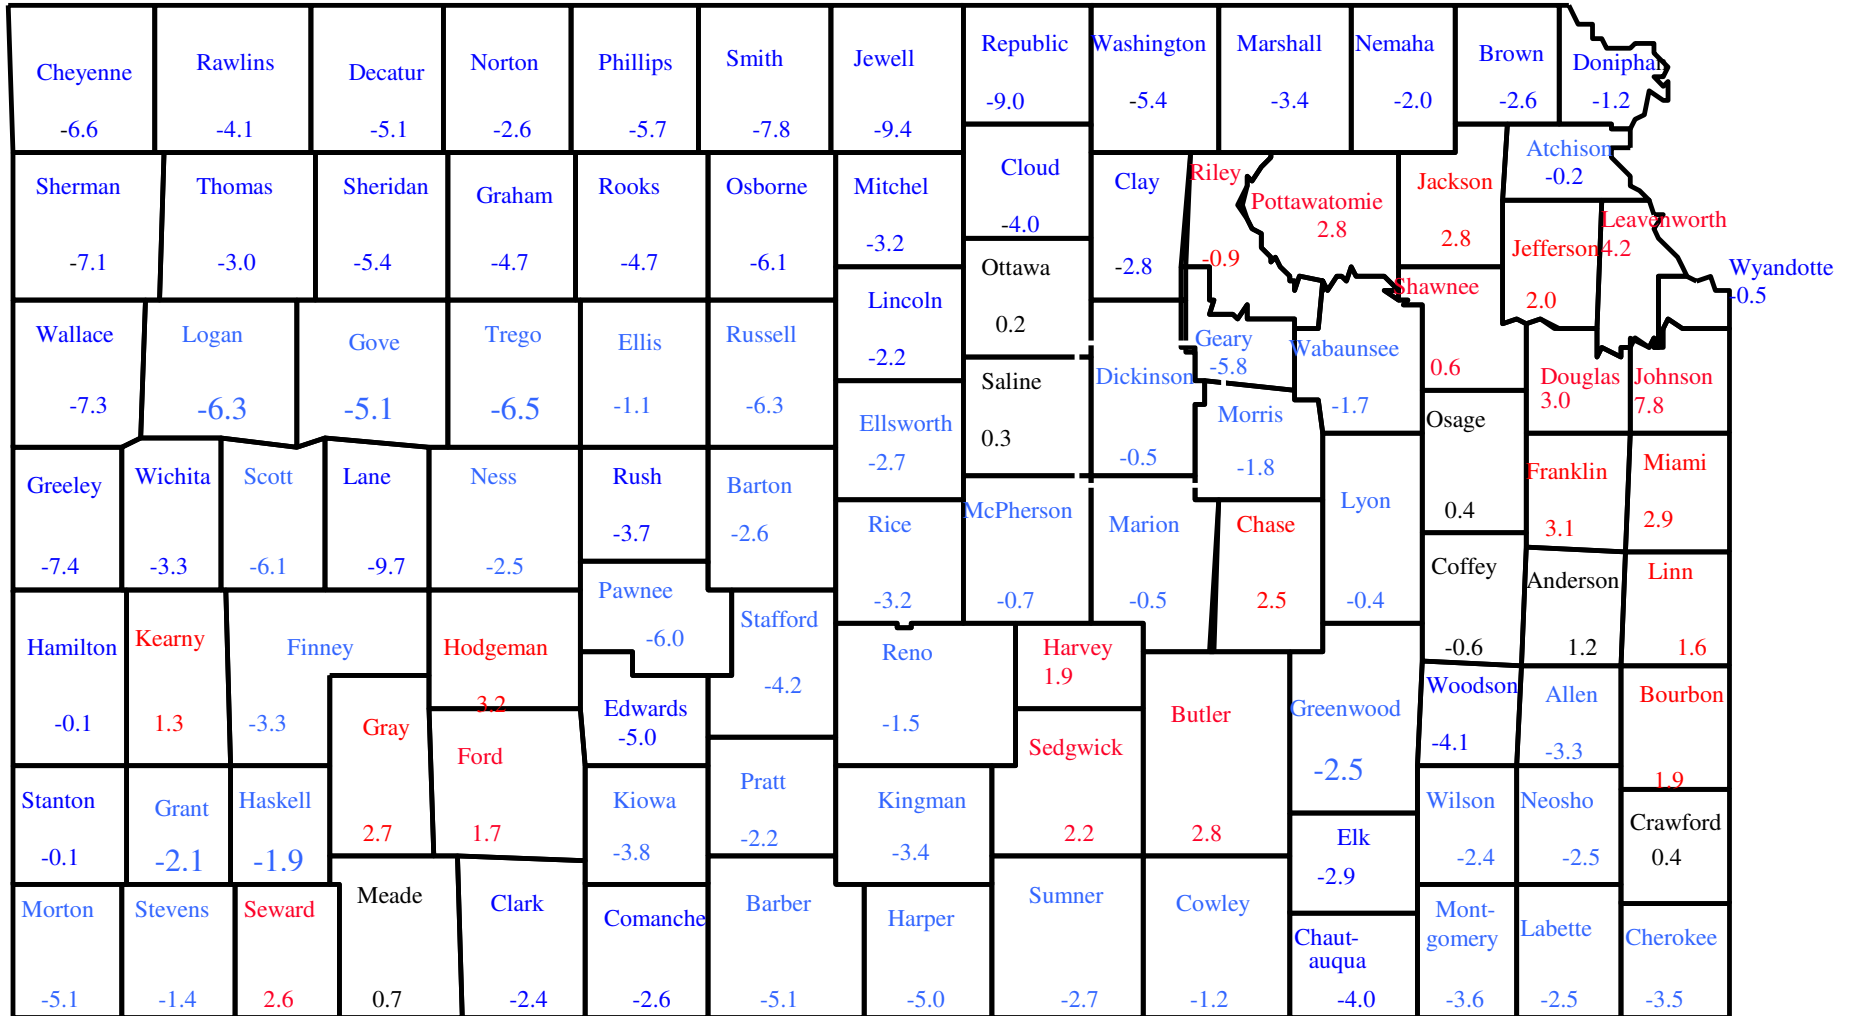 Cheyenne
-6.6
Rawlins
-4.1
Decatur
-5.1
Norton
-2.6
Phillips
-5.7
Smith
-7.8
Jewell
-9.4
Republic
-9.0
Washington
-5.4
Marshall
-3.4
Nemaha
-2.0
Brown
-2.6
Doniphan
-1.2
Sherman
-7.1
Thomas
-3.0
Sheridan
-5.4
Graham
-4.7
Rooks
-4.7
Osborne
-6.1
Mitchel
-3.2
Cloud
-4.0
Clay
-2.8
Riley
-0.9
Pottawatomie
2.8
Jackson
2.8
Atchison
-0.2
Jefferson
2.0
Leavenworth
4.2
Wyandotte
-0.5
Wallace
-7.3
Logan
-6.3
Gove
-5.1
Trego
-6.5
Ellis
-1.1
Russell
-6.3
Lincoln
-2.2
Ottawa
0.2
Saline
0.3
Dickinson
-0.5
Geary
-5.8
Wabaunsee
-1.7
Shawnee
0.6
Douglas
3.0
Johnson
7.8
Ellsworth
-2.7
Morris
-1.8
Osage
0.4
Franklin
3.1
Miami
2.9
Greeley
-7.4
Wichita
-3.3
Scott
-6.1
Lane
-9.7
Ness
-2.5
Rush
-3.7
Barton
-2.6
Rice
-3.2
McPherson
-0.7
Marion
-0.5
Chase
2.5
Lyon
-0.4
Coffey
-0.6
Anderson
1.2
Linn
1.6
Hamilton
-0.1
Kearny
1.3
Finney
-3.3
Hodgeman
3.2
Pawnee
-6.0
Stafford
-4.2
Edwards
-5.0
Reno
-1.5
Harvey
1.9
Butler
2.8
Greenwood
-2.5
Woodson
-4.1
Allen
-3.3
Bourbon
1.9
Gray
2.7
Ford
1.7
Sedgwick
2.2
Stanton
-0.1
Grant
-2.1
Haskell
-1.9
Kiowa
-3.8
Pratt
-2.2
Kingman
-3.4
Elk
-2.9
Wilson
-2.4
Neosho
-2.5
Crawford
0.4
Morton
-5.1
Stevens
-1.4
Seward
2.6
Meade
0.7
Clark
-2.4
Comanche
-2.6
Barber
-5.1
Harper
-5.0
Sumner
-2.7
Cowley
-1.2
Chaut-
auqua
-4.0
Mont-
gomery
-3.6
Labette
-2.5
Cherokee
-3.5